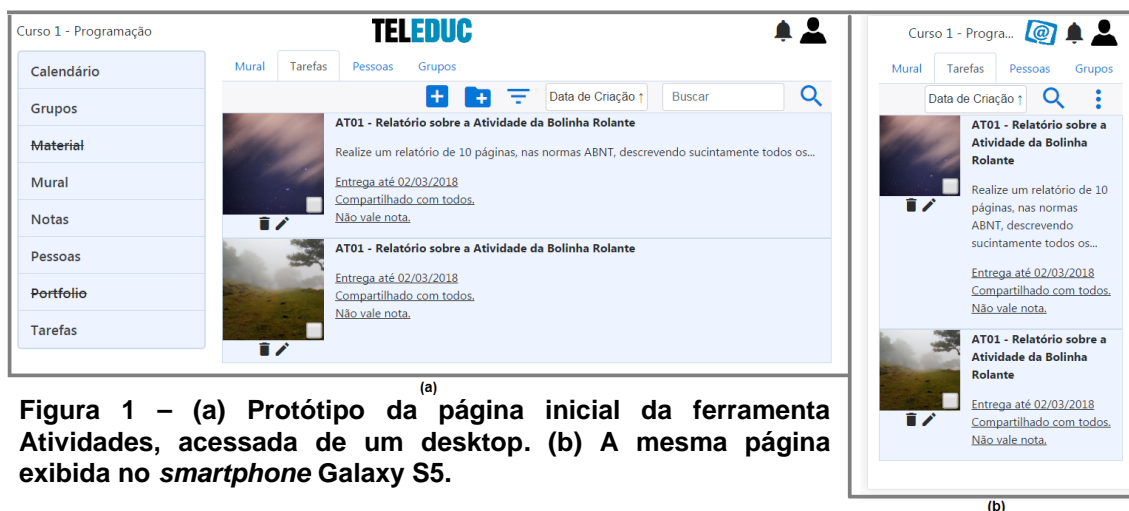 Curso 1 - Programação
TELEDUC
Calendário
Grupos
Material
Mural
Notas
Pessoas
Portfolio
Tarefas
Mural Tarefas Pessoas Grupos
Data de Criação ↑ Buscar
AT01 - Relatório sobre a Atividade da Bolinha Rolante
Realize um relatório de 10 páginas, nas normas ABNT, descrevendo sucintamente todos os...
Entrega até 02/03/2018
Compartilhado com todos.
Não vale nota.
AT01 - Relatório sobre a Atividade da Bolinha Rolante
Entrega até 02/03/2018
Compartilhado com todos.
Não vale nota.
(a)
Figura 1 – (a) Protótipo da página inicial da ferramenta
Atividades, acessada de um desktop. (b) A mesma página
exibida no smartphone Galaxy S5.
Curso 1 - Progra... @
Mural Tarefas Pessoas Grupos
Data de Criação ↑
AT01 - Relatório sobre a
Atividade da Bolinha
Rolante
Realize um relatório de 10
páginas, nas normas
ABNT, descrevendo
sucintamente todos os...
Entrega até 02/03/2018
Compartilhado com todos.
Não vale nota.
AT01 - Relatório sobre a
Atividade da Bolinha
Rolante
Entrega até 02/03/2018
Compartilhado com todos.
Não vale nota.
(b)